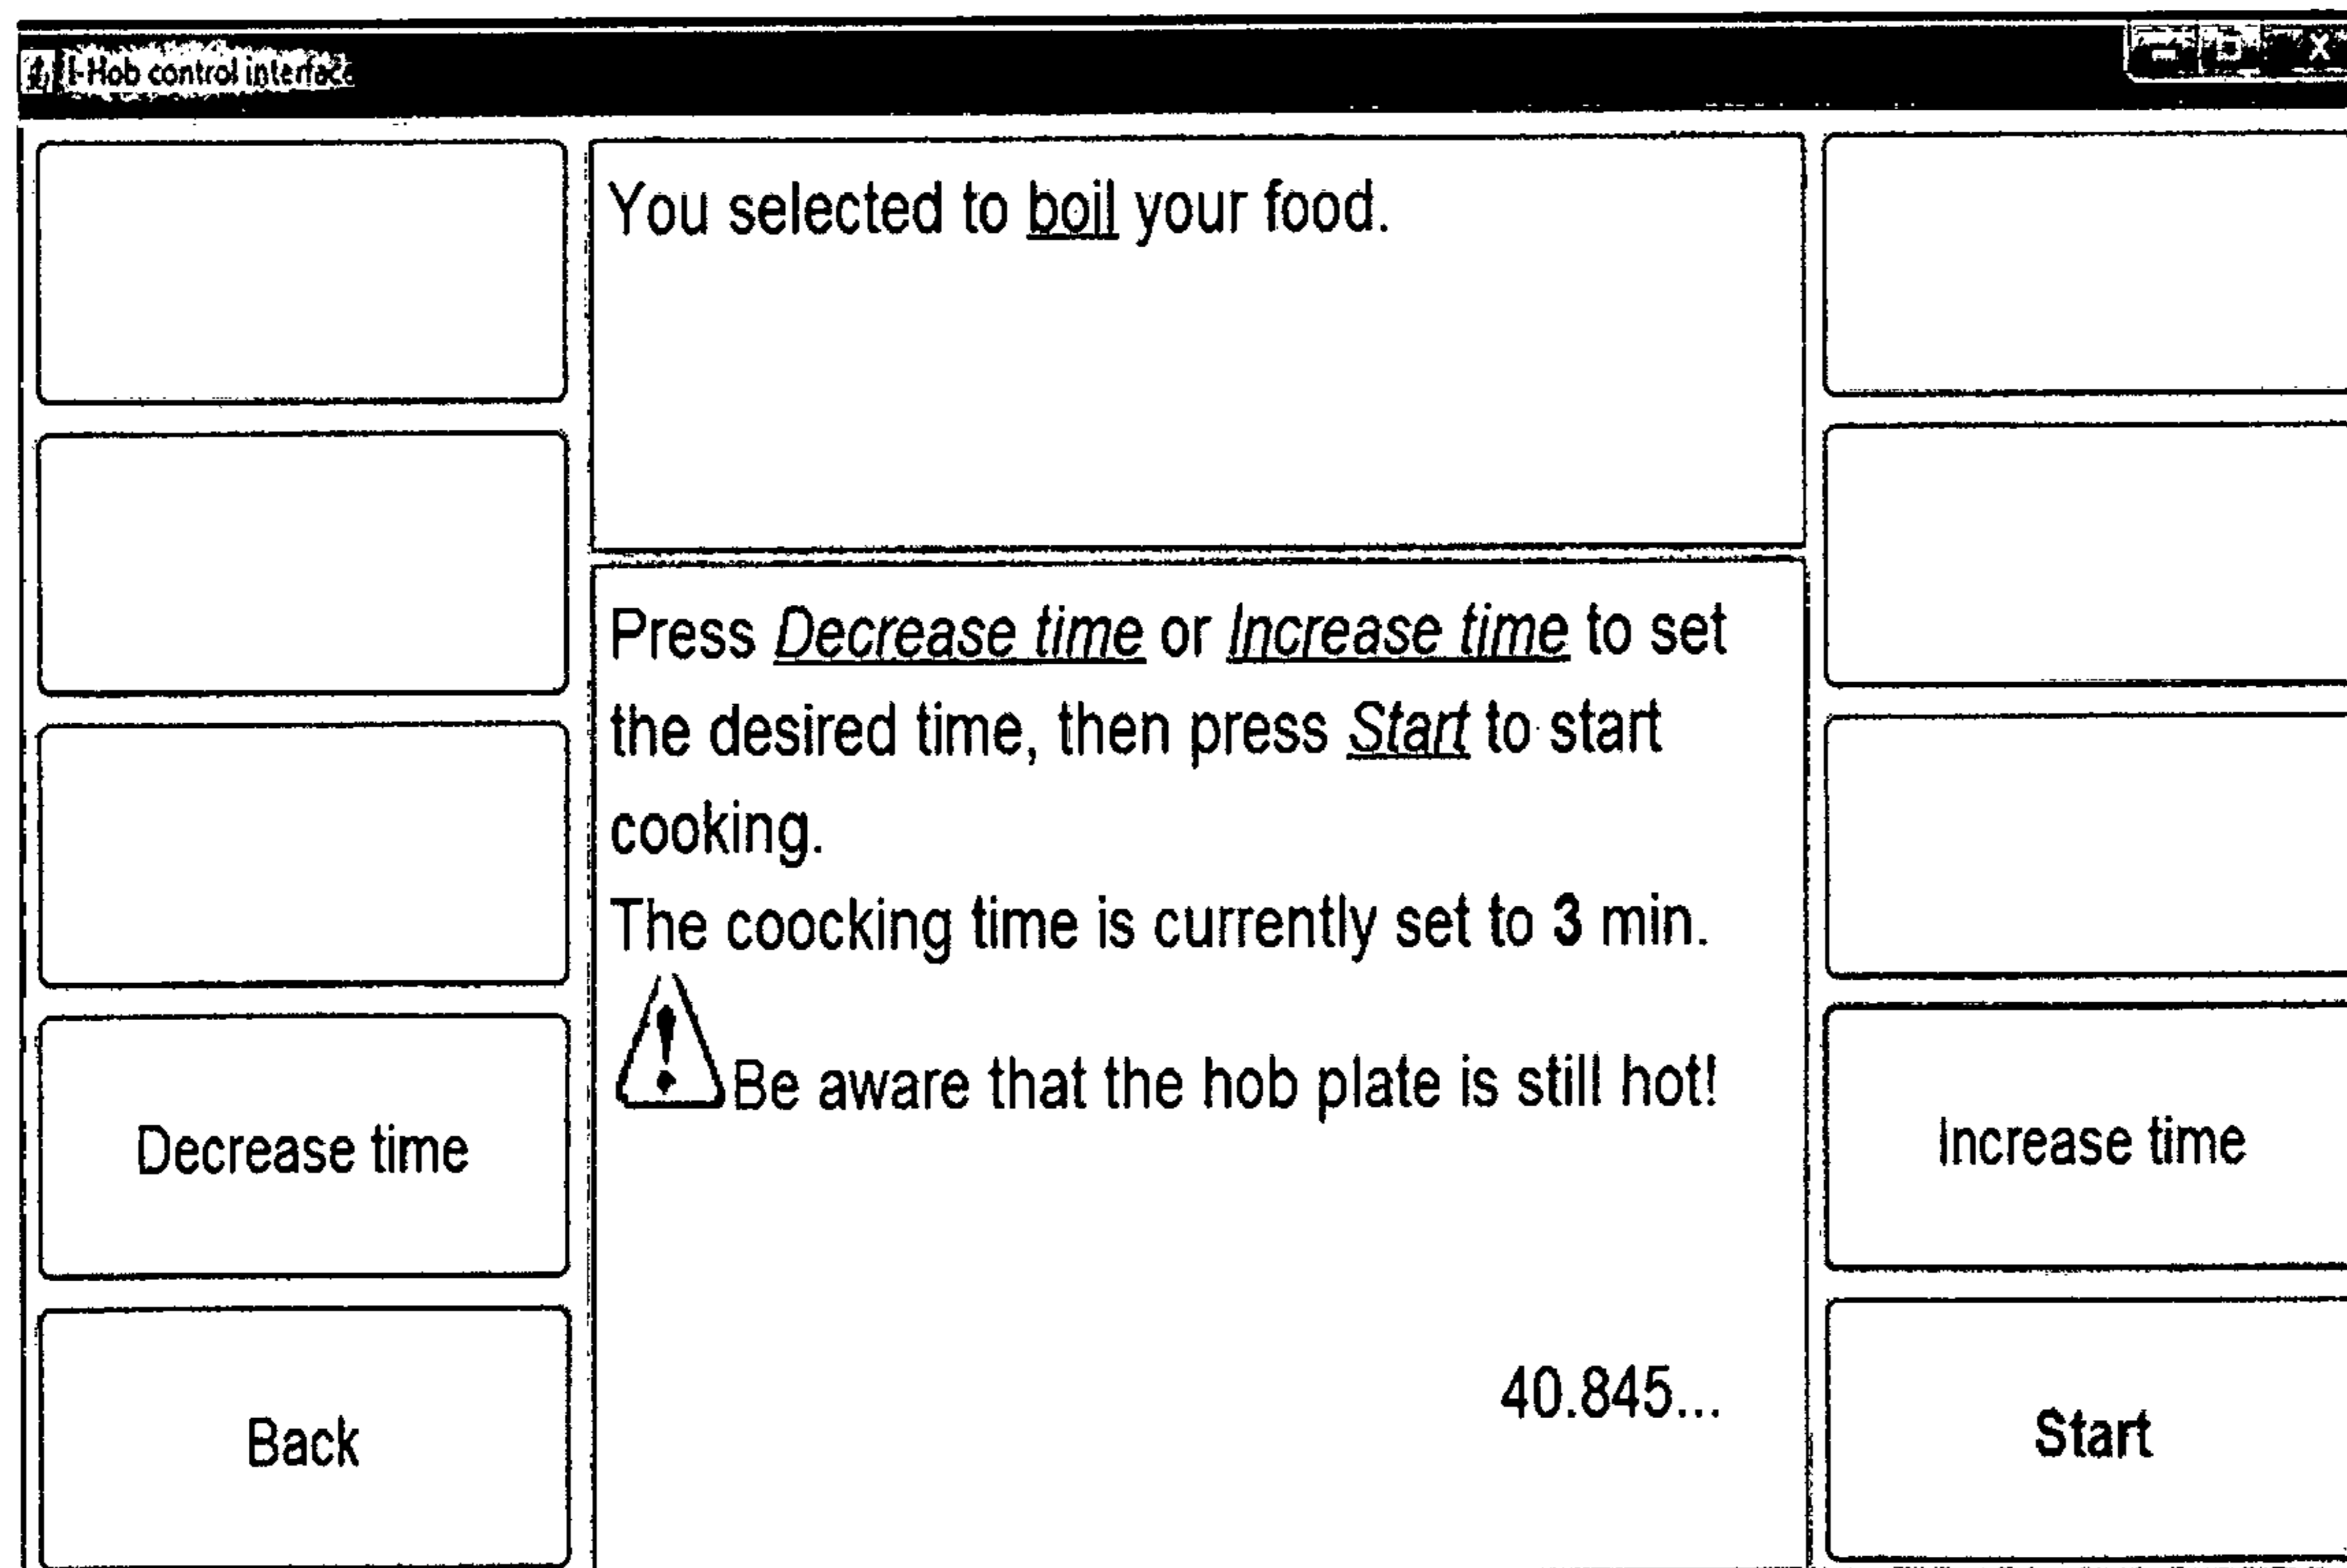 I-Hob control interface
You selected to boil your food.
Press Decrease time or Increase time to set
the desired time, then press Start to start
cooking.
The coocking time is currently set to 3 min.
Be aware that the hob plate is still hot!
40.845...
Decrease time
Increase time
Back
Start